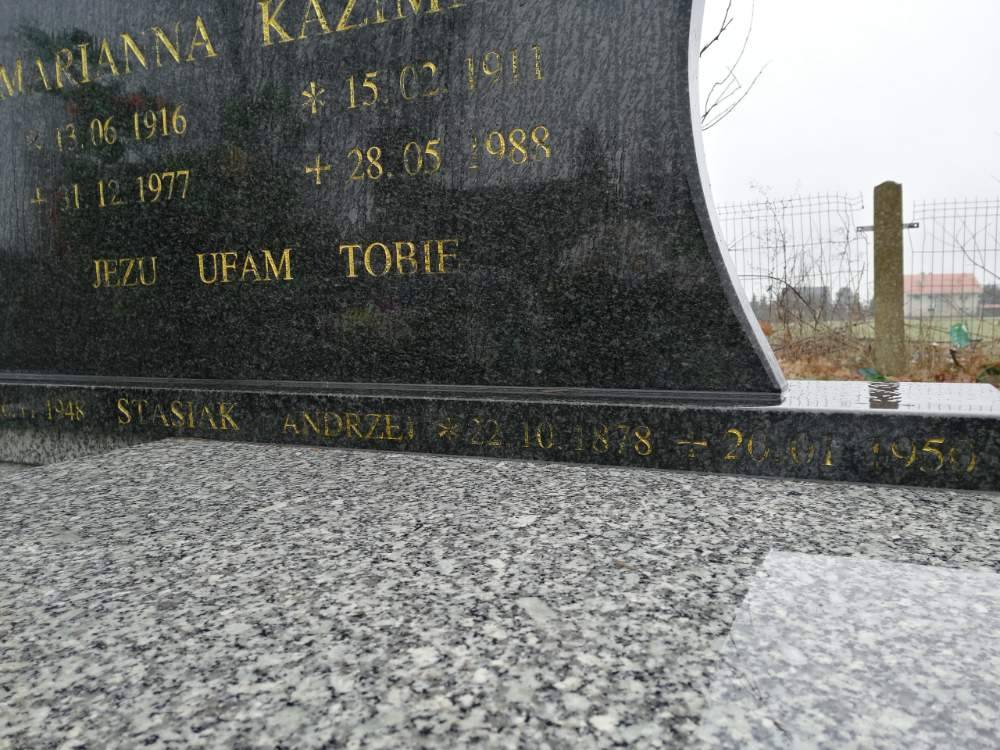 MARIANNA KAZIMI
* 13.06.1916 * 15.02.1911
+ 31.12.1977 + 28.05.1988
JEZU UFAM TOBIE
1948 STASIAK ANDRZEJ *22.10.1878 +20.01.1950